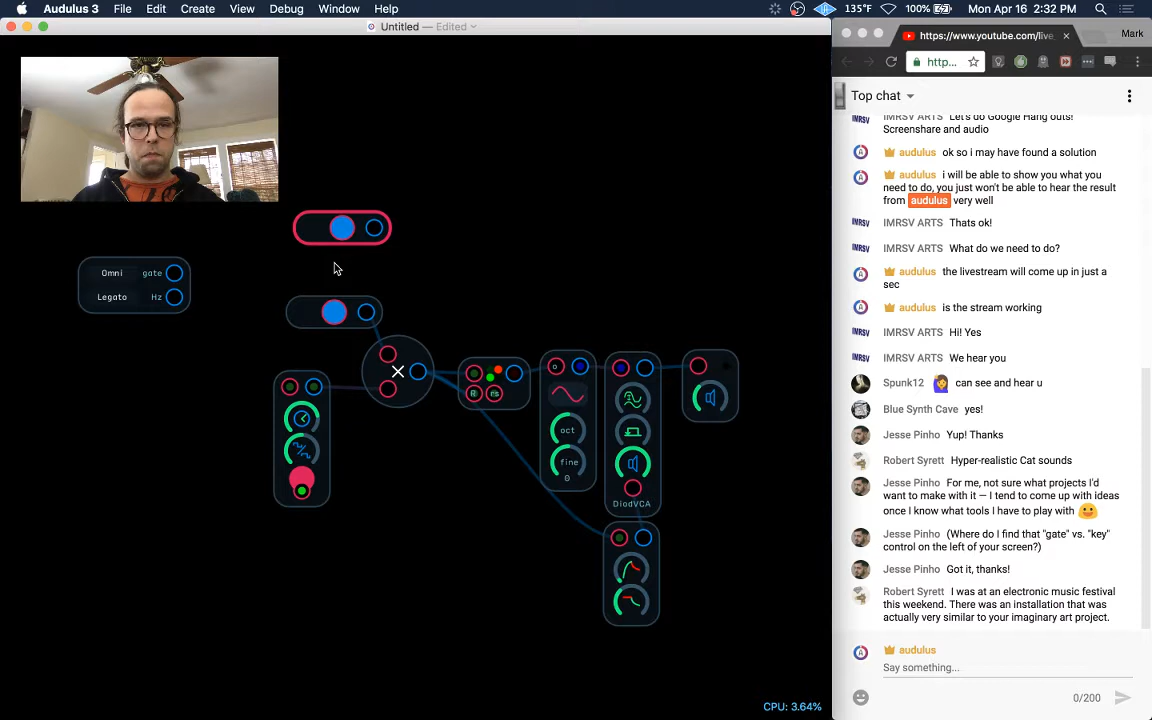 Audulus 3 File Edit Create View Debug Window Help
135°F 100% Mon Apr 16 2:32 PM
Untitled — Edited
https://www.youtube.com/live_
Mark
http...
Top chat
IMRSV ARTS Let's do Google Hang outs!
Screenshare and audio
audulus ok so i may have found a solution
audulus i will be able to show you what you
need to do, you just won't be able to hear the result
from audulus very well
IMRSV ARTS Thats ok!
IMRSV ARTS What do we need to do?
audulus the livestream will come up in just a
sec
audulus is the stream working
IMRSV ARTS Hi! Yes
IMRSV ARTS We hear you
Spunk12 can see and hear u
Blue Synth Cave yes!
Jesse Pinho Yup! Thanks
Robert Syrett Hyper-realistic Cat sounds
Jesse Pinho For me, not sure what projects I'd
want to make with it — I tend to come up with ideas
once I know what tools I have to play with
Jesse Pinho (Where do I find that "gate" vs. "key"
control on the left of your screen?)
Jesse Pinho Got it, thanks!
Robert Syrett I was at an electronic music festival
this weekend. There was an installation that was
actually very similar to your imaginary art project.
audulus
Say something...
0/200
Omni gate
Legato Hz
R
o
oct
fine
0
DiodVCA
CPU: 3.64%